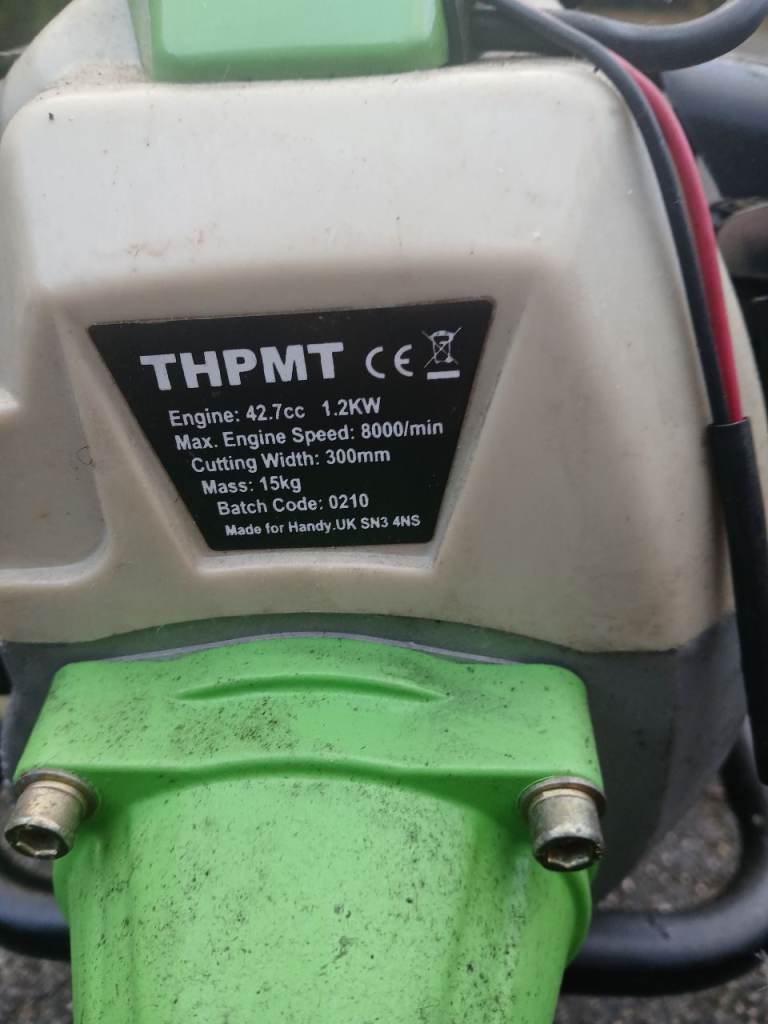 THPMT CE
Engine: 42.7cc 1.2KW
Max. Engine Speed: 8000/min
Cutting Width: 300mm
Mass: 15kg
Batch Code: 0210
Made for Handy.UK SN3 4NS